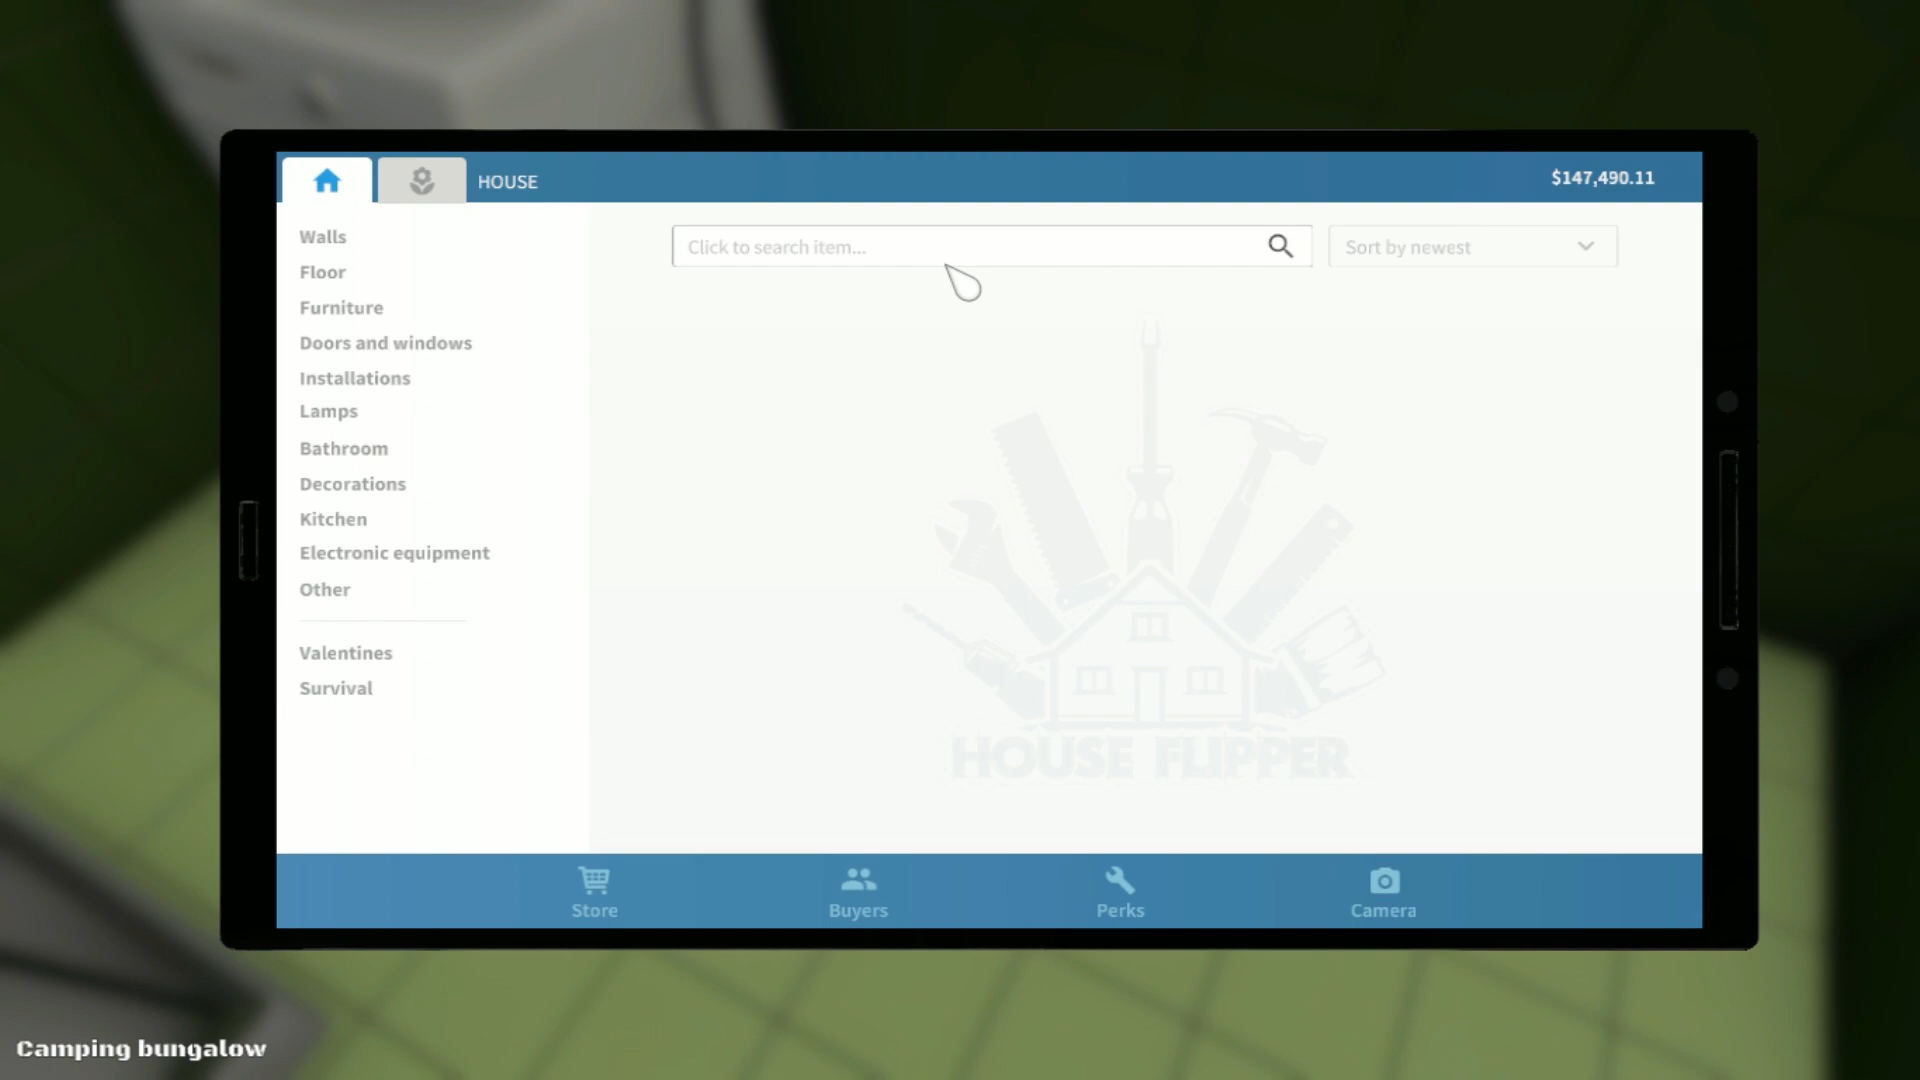 HOUSE
$147,490.11
Click to search item...
Sort by newest
Walls
Floor
Furniture
Doors and windows
Installations
Lamps
Bathroom
Decorations
Kitchen
Electronic equipment
Other
Valentines
Survival
HOUSE FLIPPER
Store
Buyers
Perks
Camera
Camping bungalow